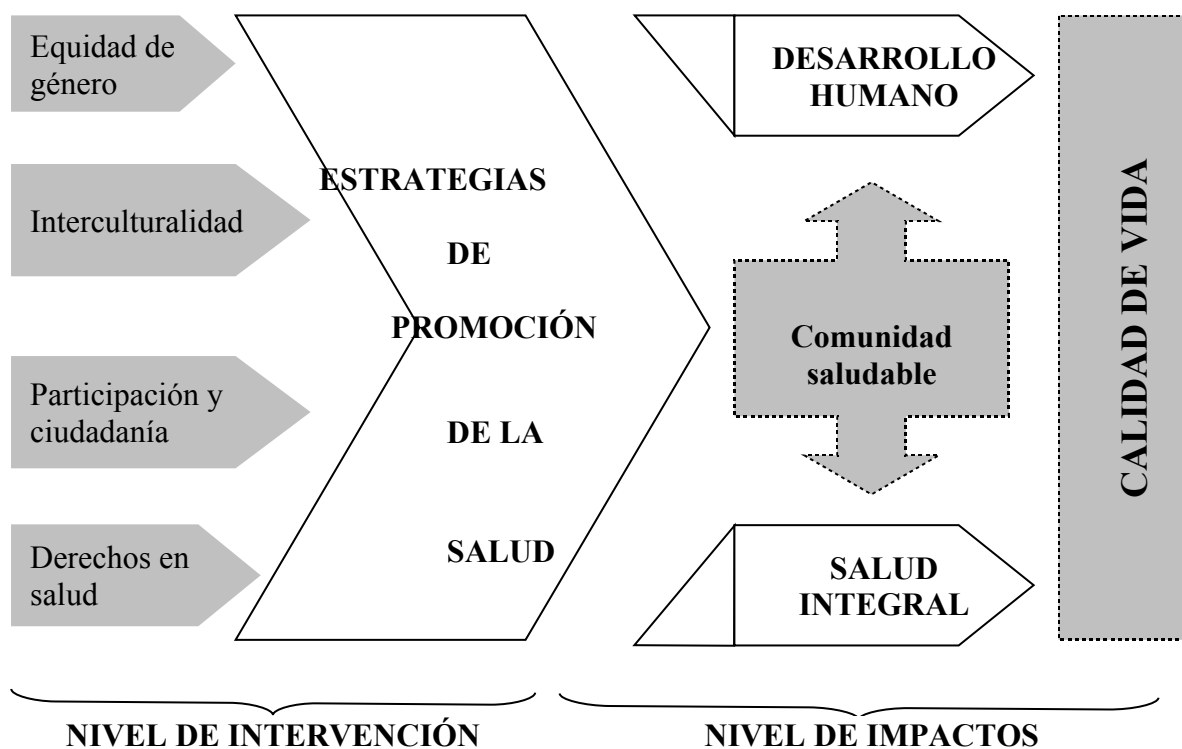 Equidad de
género
Interculturalidad
Participación y
ciudadanía
Derechos en
salud
ESTRATEGIAS
DE
PROMOCIÓN
DE LA
SALUD
DESARROLLO
HUMANO
Comunidad
saludable
SALUD
INTEGRAL
CALIDAD DE VIDA
NIVEL DE INTERVENCIÓN
NIVEL DE IMPACTOS